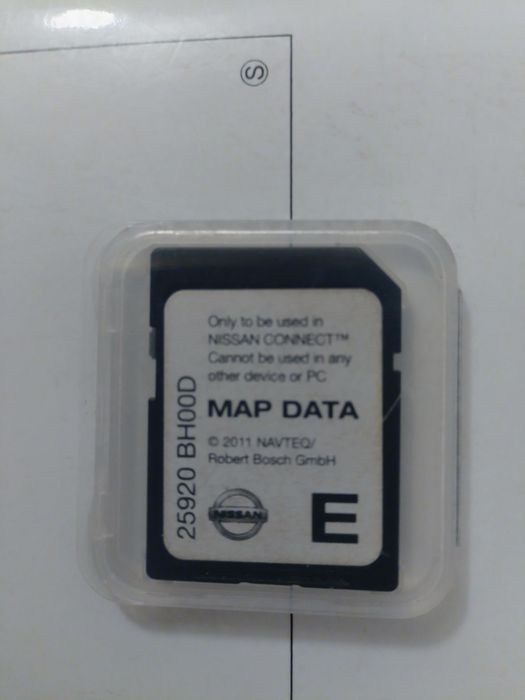 S
Only to be used in
NISSAN CONNECT™
Cannot be used in any
other device or PC
MAP DATA
© 2011 NAVTEQ/
Robert Bosch GmbH
25920 BH00D
NISSAN
E